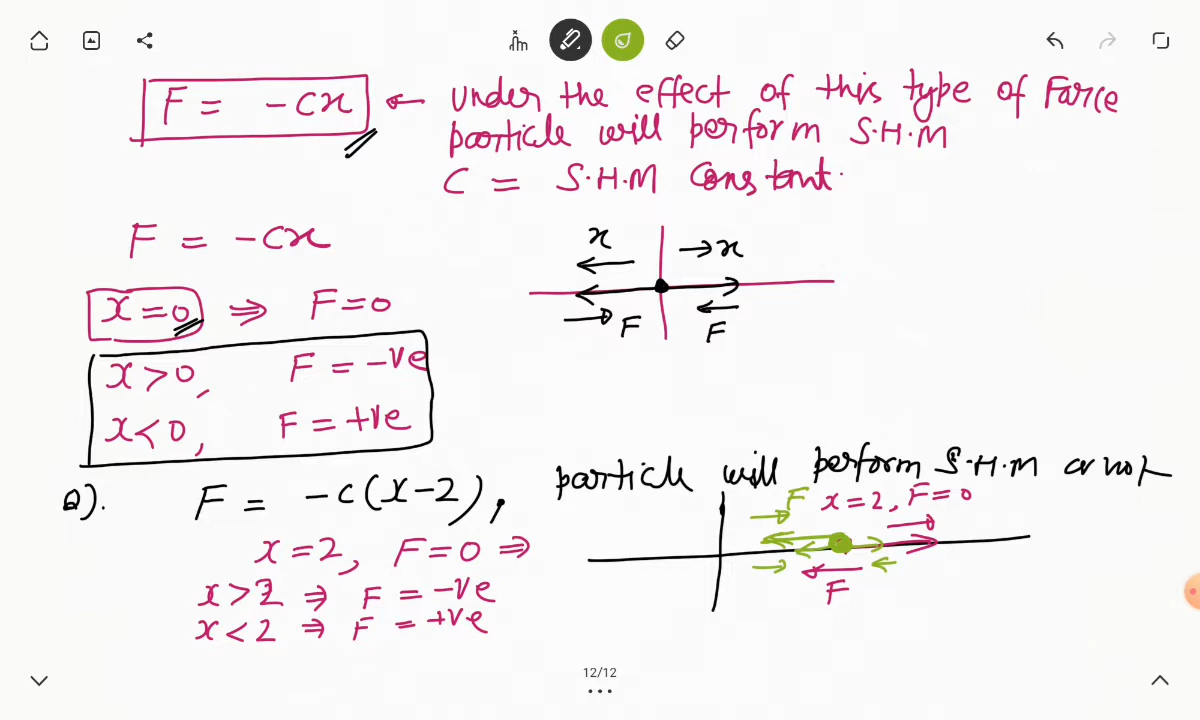 F = -cx ← under the effect of this type of Farce
particle will perform S.H.M
C = S.H.M Constant.
F = -cx
x → x
x=0 ⇒ F=0
F F
x>0, F = -ve
x<0, F = +ve
Q). F = -c(x-2), particle will perform S.H.M or not
F x=2, F=0
x=2, F=0 ⇒
x>2 ⇒ F = -ve
F
x<2 ⇒ F = +ve
12/12